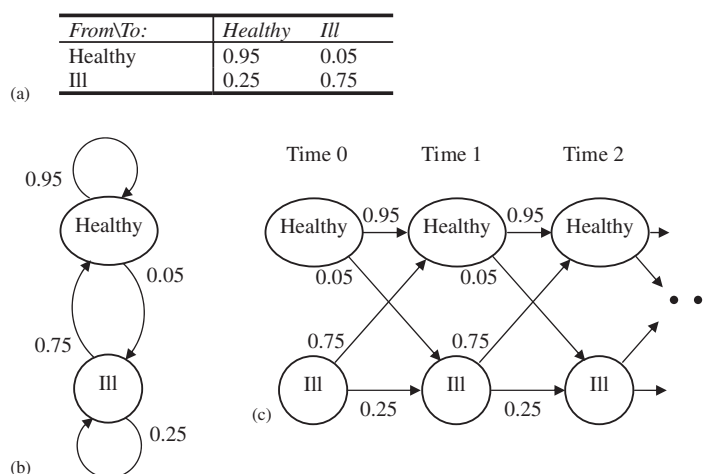 From\To: Healthy Ill
Healthy 0.95 0.05
Ill 0.25 0.75
(a)
Time 0 Time 1 Time 2
0.95
Healthy
0.05
0.75
Ill
0.25
(b)
Healthy 0.95 Healthy 0.95 Healthy
0.05 0.05
0.75 0.75
Ill Ill Ill
0.25 0.25
(c)